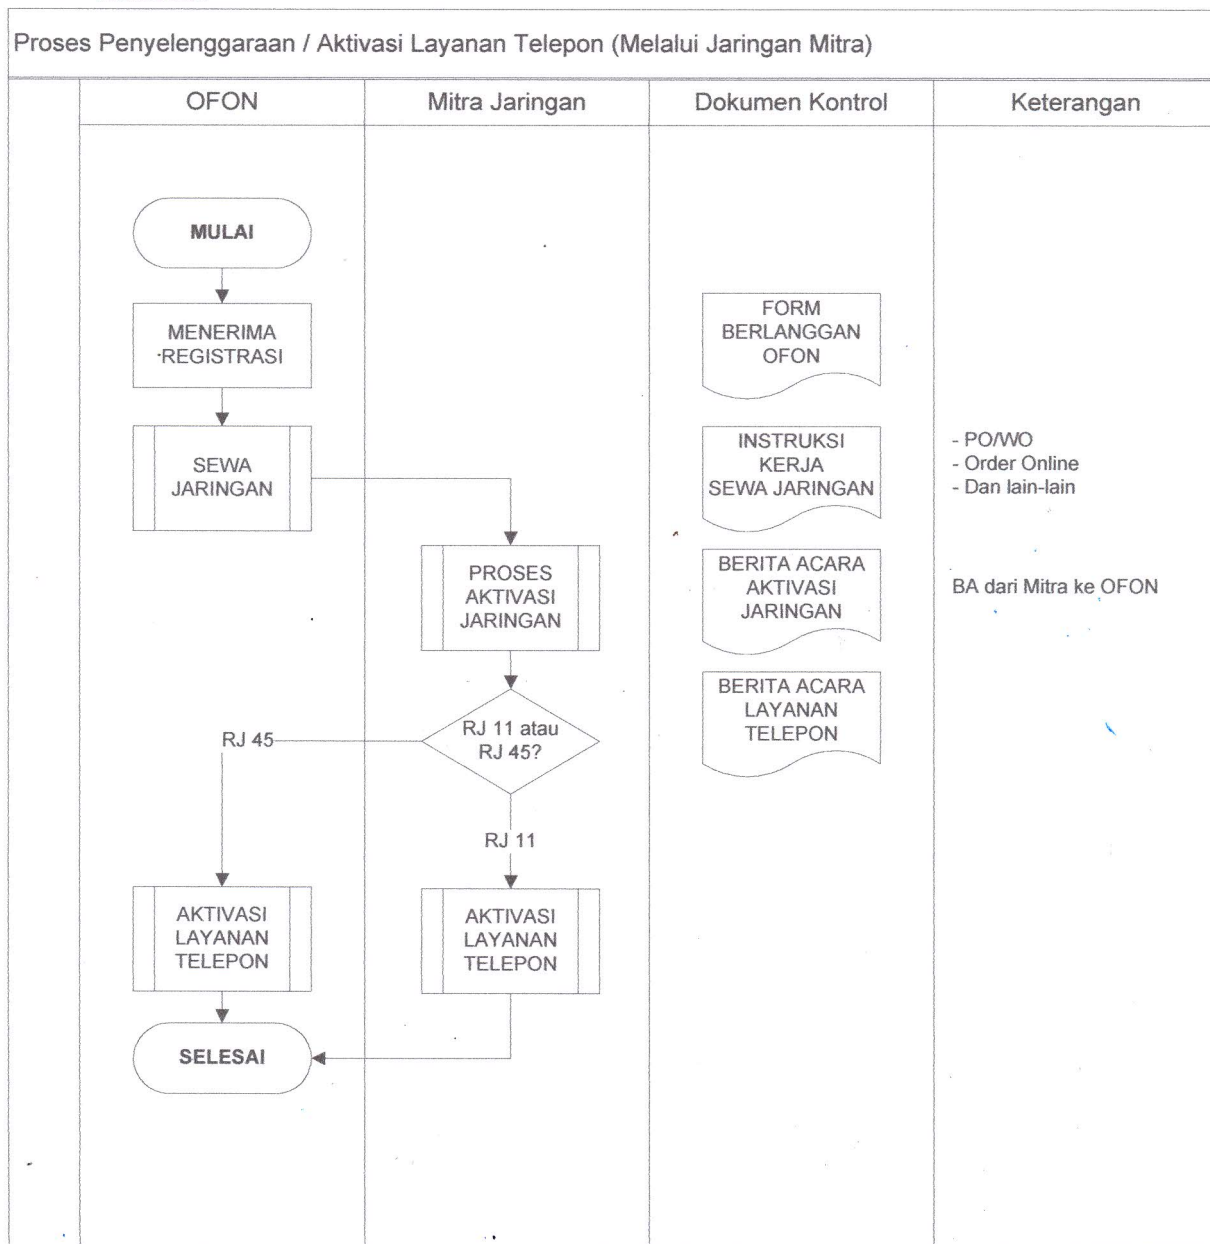 Proses Penyelenggaraan / Aktivasi Layanan Telepon (Melalui Jaringan Mitra)
OFON
Mitra Jaringan
Dokumen Kontrol
Keterangan
MULAI
MENERIMA
REGISTRASI
FORM
BERLANGGAN
OFON
SEWA
JARINGAN
INSTRUKSI
KERJA
SEWA JARINGAN
- PO/WO
- Order Online
- Dan lain-lain
PROSES
AKTIVASI
JARINGAN
BERITA ACARA
AKTIVASI
JARINGAN
BA dari Mitra ke OFON
RJ 11 atau
RJ 45?
RJ 45
BERITA ACARA
LAYANAN
TELEPON
RJ 11
AKTIVASI
LAYANAN
TELEPON
AKTIVASI
LAYANAN
TELEPON
SELESAI